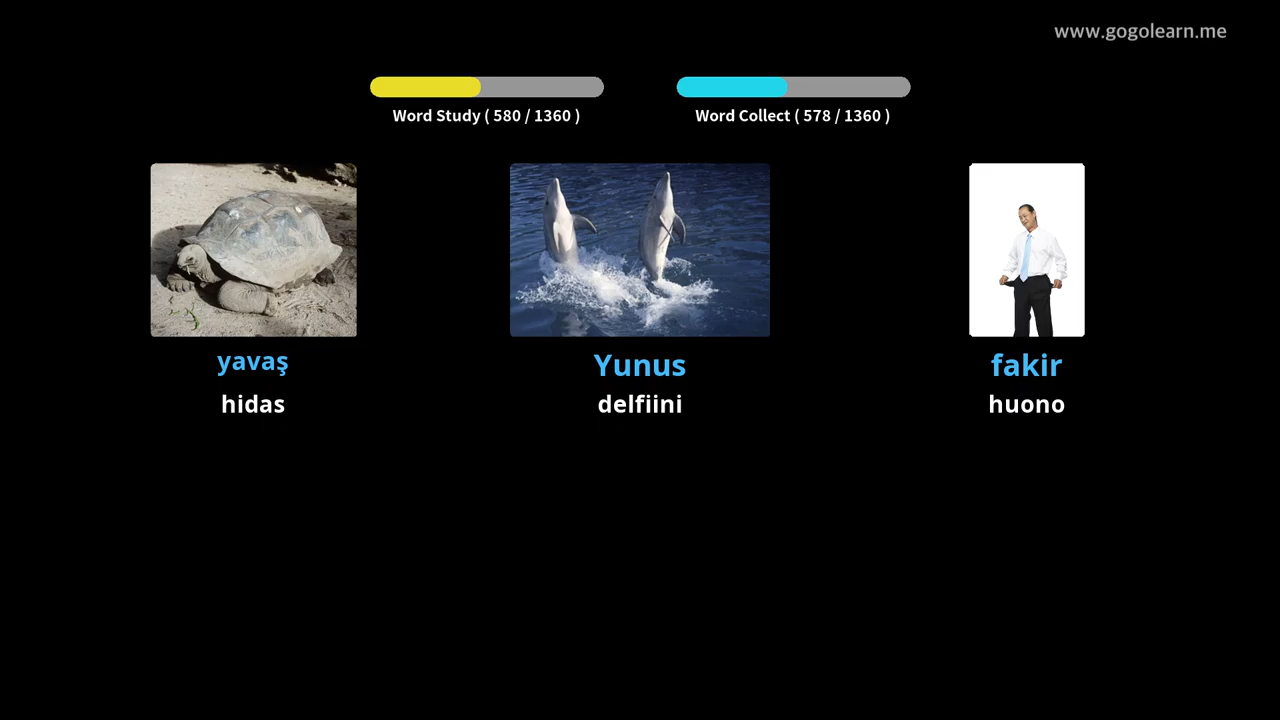 www.gogolearn.me
Word Study ( 580 / 1360 )
Word Collect ( 578 / 1360 )
yavaş
hidas
Yunus
delfiini
fakir
huono